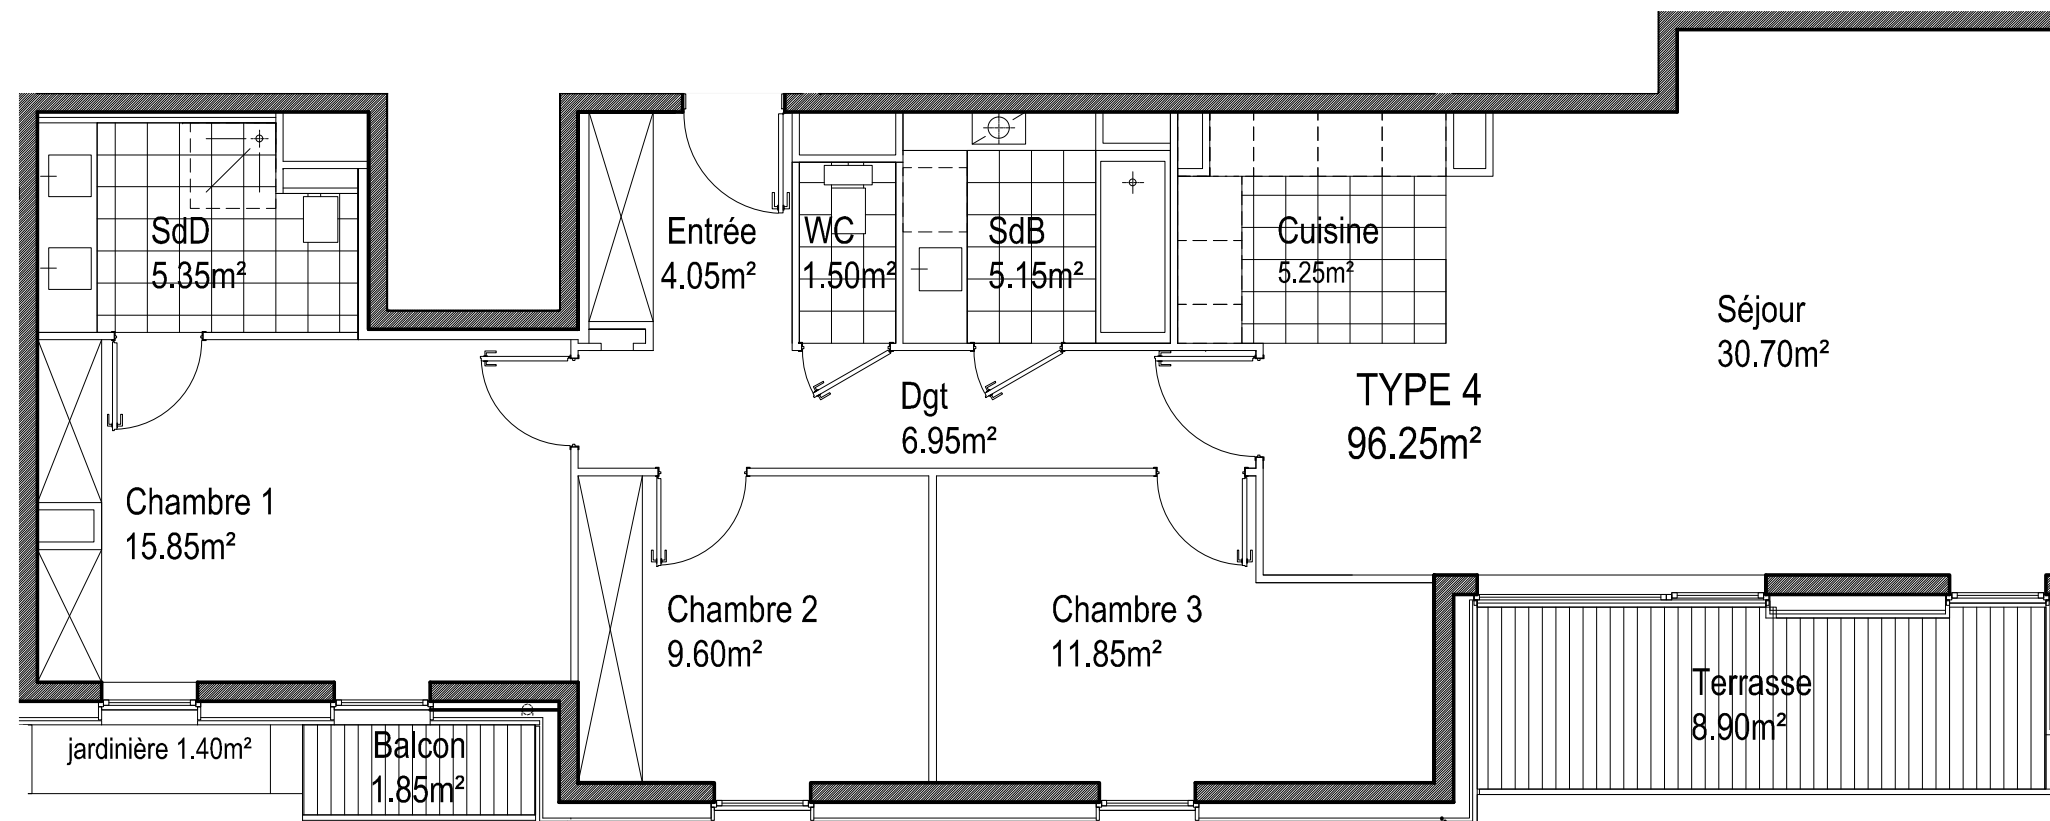 SdD
5.35m²
Entrée
4.05m²
WC
1.50m²
SdB
5.15m²
Cuisine
5.25m²
Séjour
30.70m²
Dgt
6.95m²
TYPE 4
96.25m²
Chambre 1
15.85m²
Chambre 2
9.60m²
Chambre 3
11.85m²
Terrasse
8.90m²
jardinière 1.40m²
Balcon
1.85m²